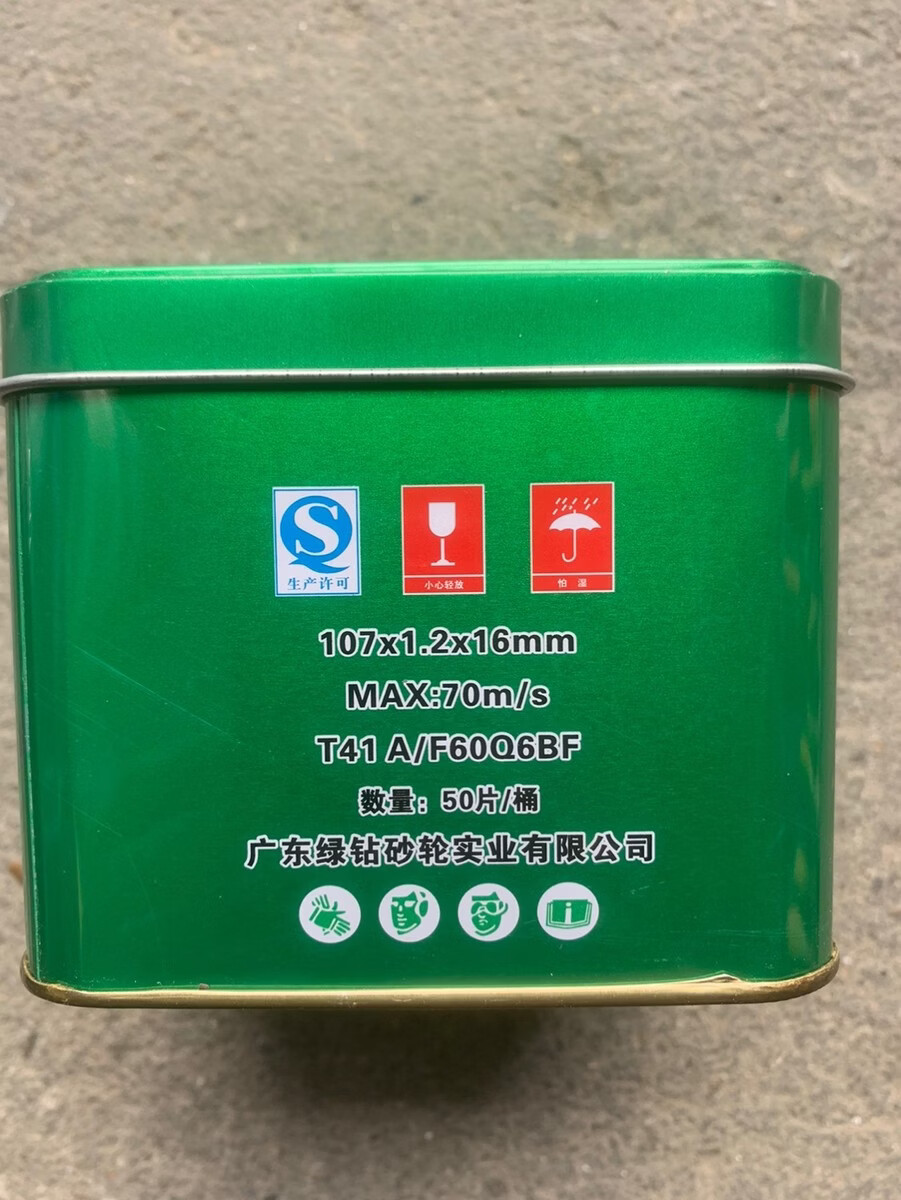 生产许可
小心轻放
怕 湿
107x1.2x16mm
MAX:70m/s
T41 A/F60Q6BF
数量：50片/桶
广东绿钻砂轮实业有限公司